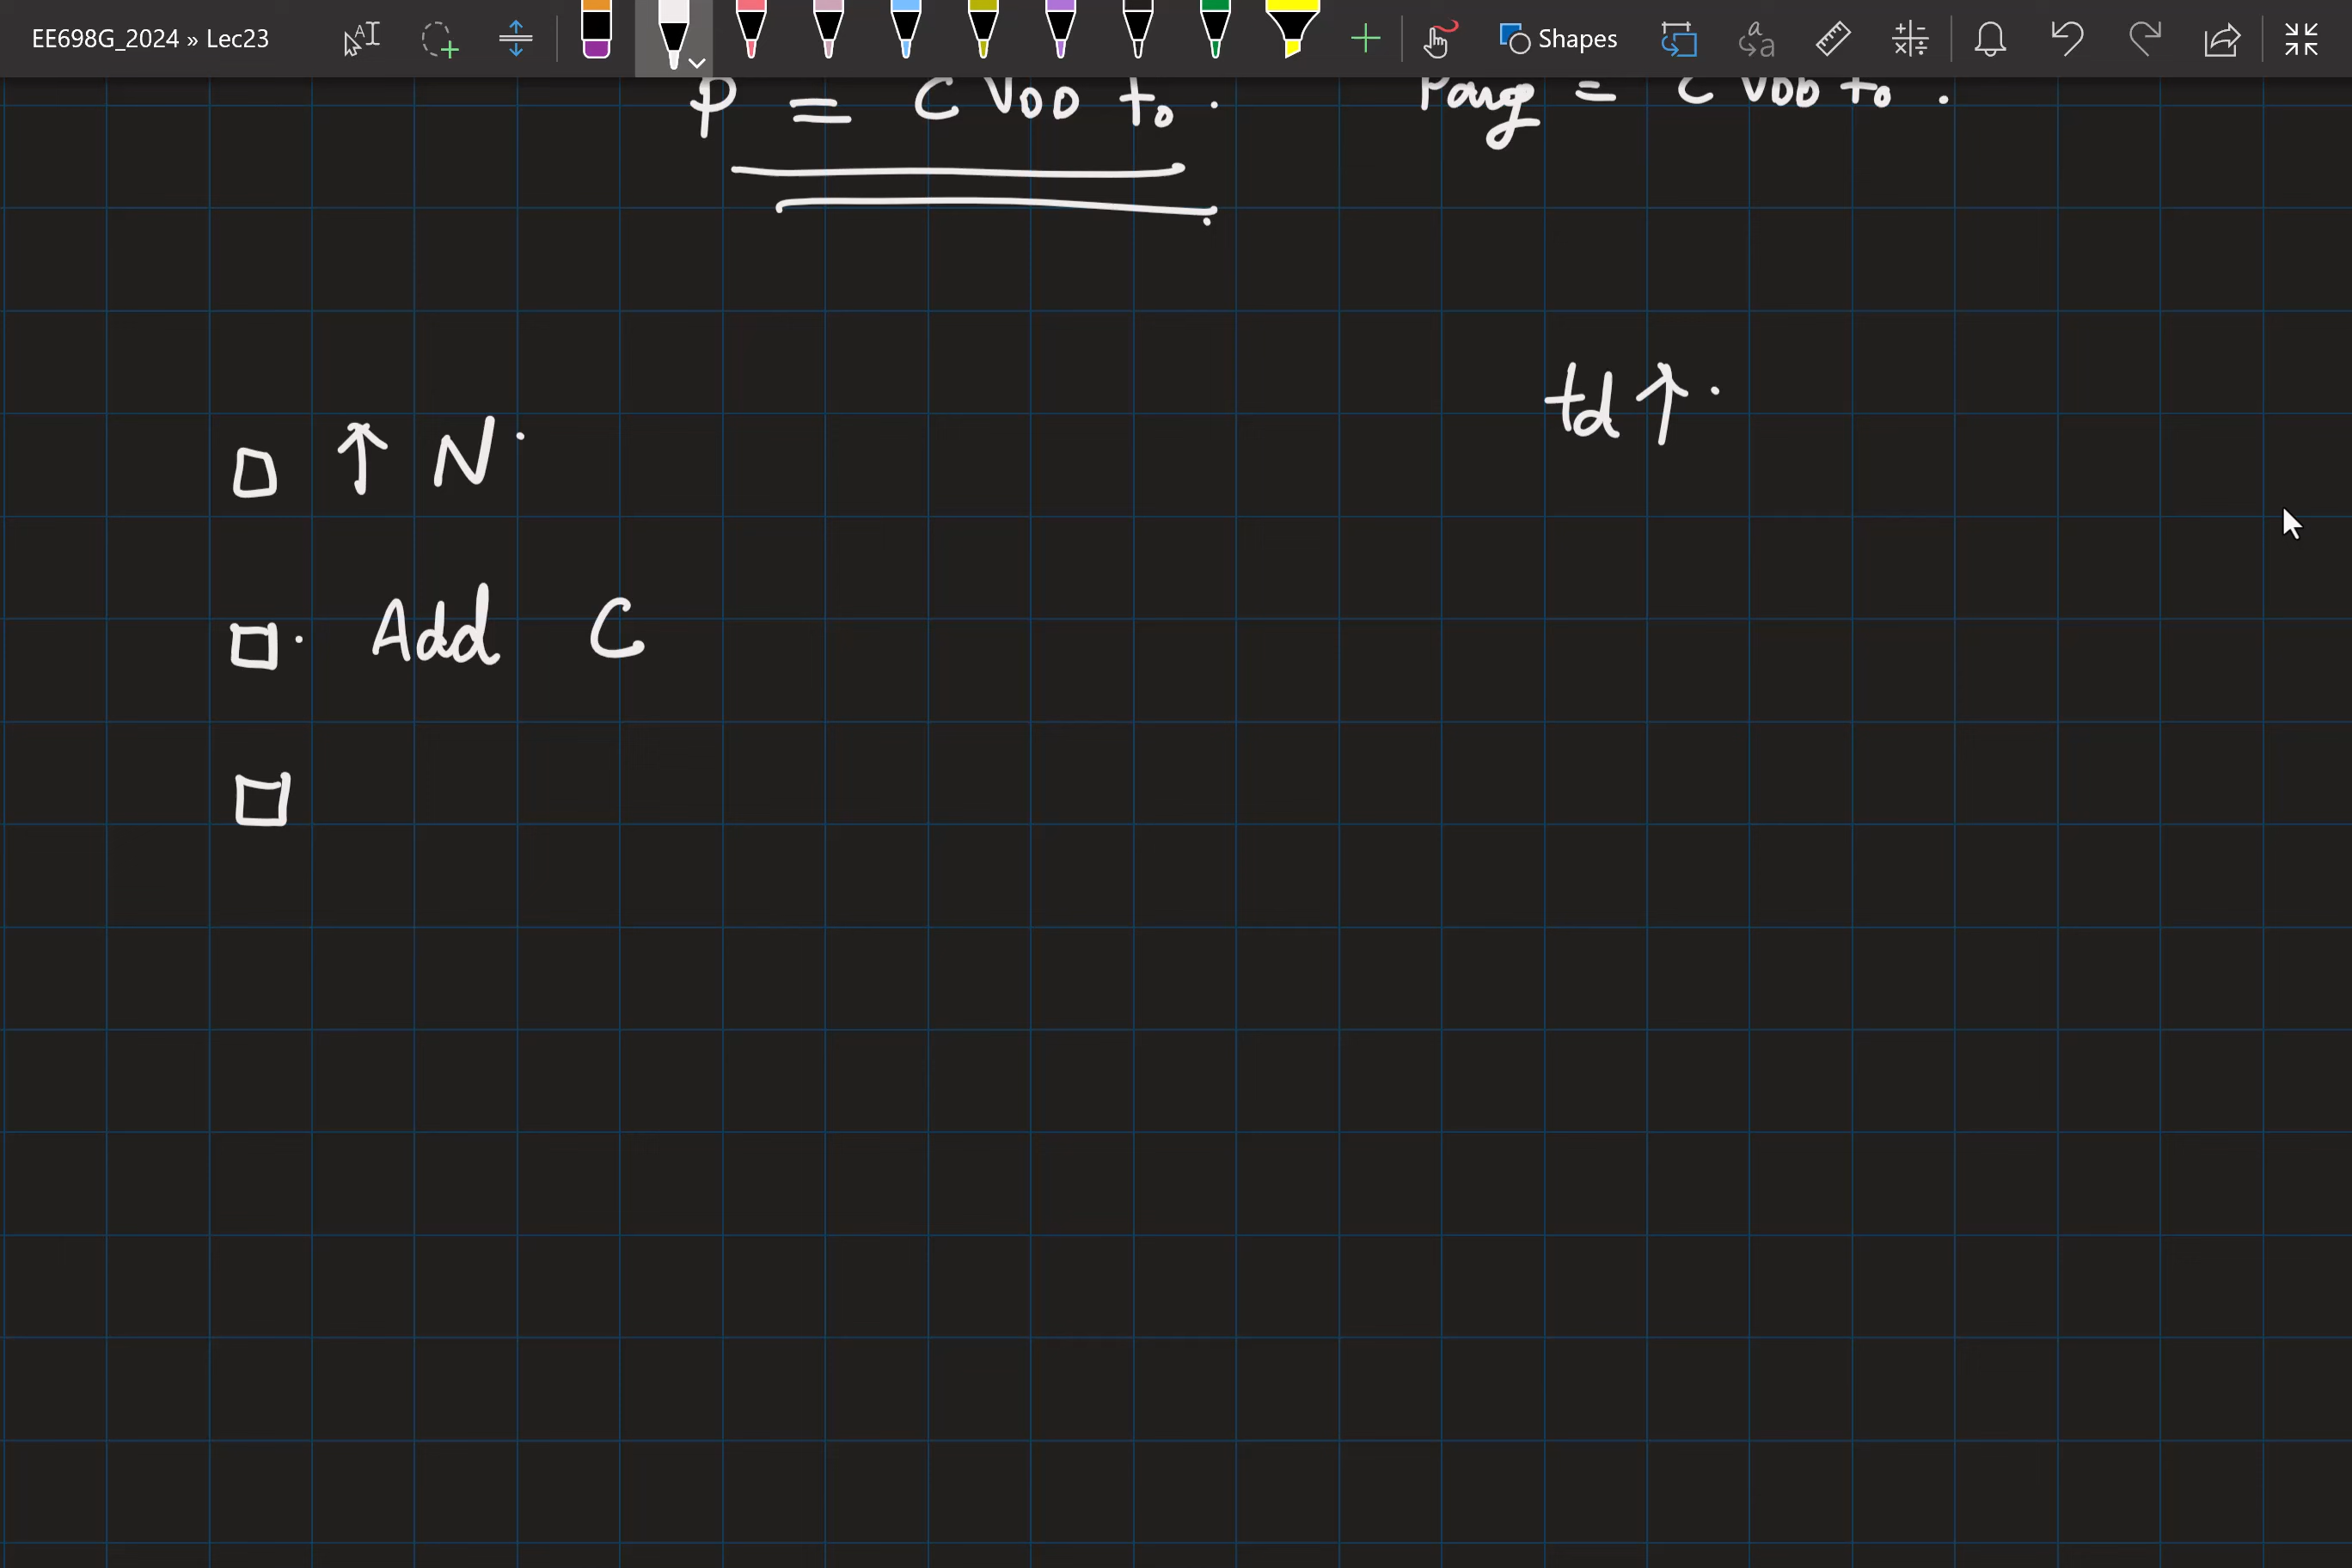 EE698G_2024 » Lec23 Shapes
P = C VDD fo . Pavg = C VDD fo .
td ↑ .
□ ↑ N .
□ . Add C
□